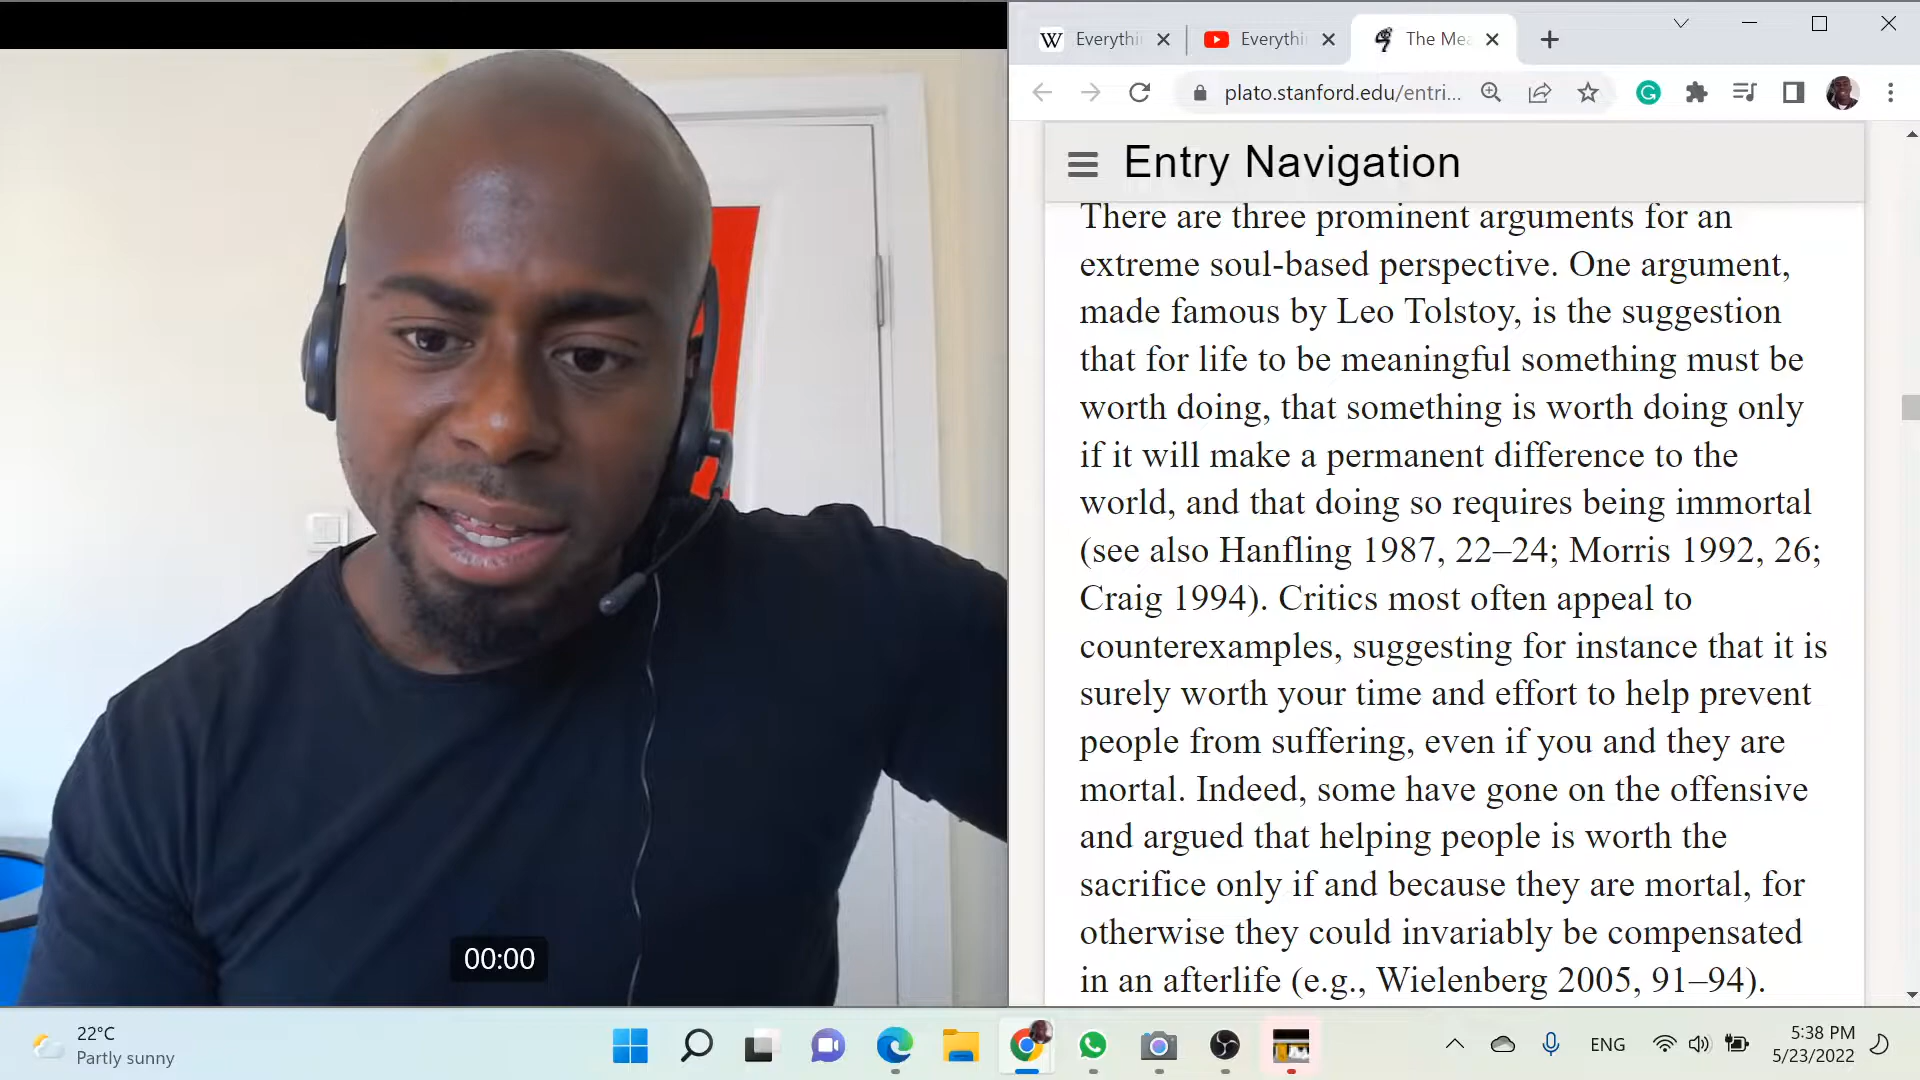 Everythi
Everythi
The Mea
plato.stanford.edu/entri...
Entry Navigation
There are three prominent arguments for an
extreme soul-based perspective. One argument,
made famous by Leo Tolstoy, is the suggestion
that for life to be meaningful something must be
worth doing, that something is worth doing only
if it will make a permanent difference to the
world, and that doing so requires being immortal
(see also Hanfling 1987, 22–24; Morris 1992, 26;
Craig 1994). Critics most often appeal to
counterexamples, suggesting for instance that it is
surely worth your time and effort to help prevent
people from suffering, even if you and they are
mortal. Indeed, some have gone on the offensive
and argued that helping people is worth the
sacrifice only if and because they are mortal, for
otherwise they could invariably be compensated
in an afterlife (e.g., Wielenberg 2005, 91–94).
00:00
22°C
Partly sunny
ENG
5:38 PM
5/23/2022